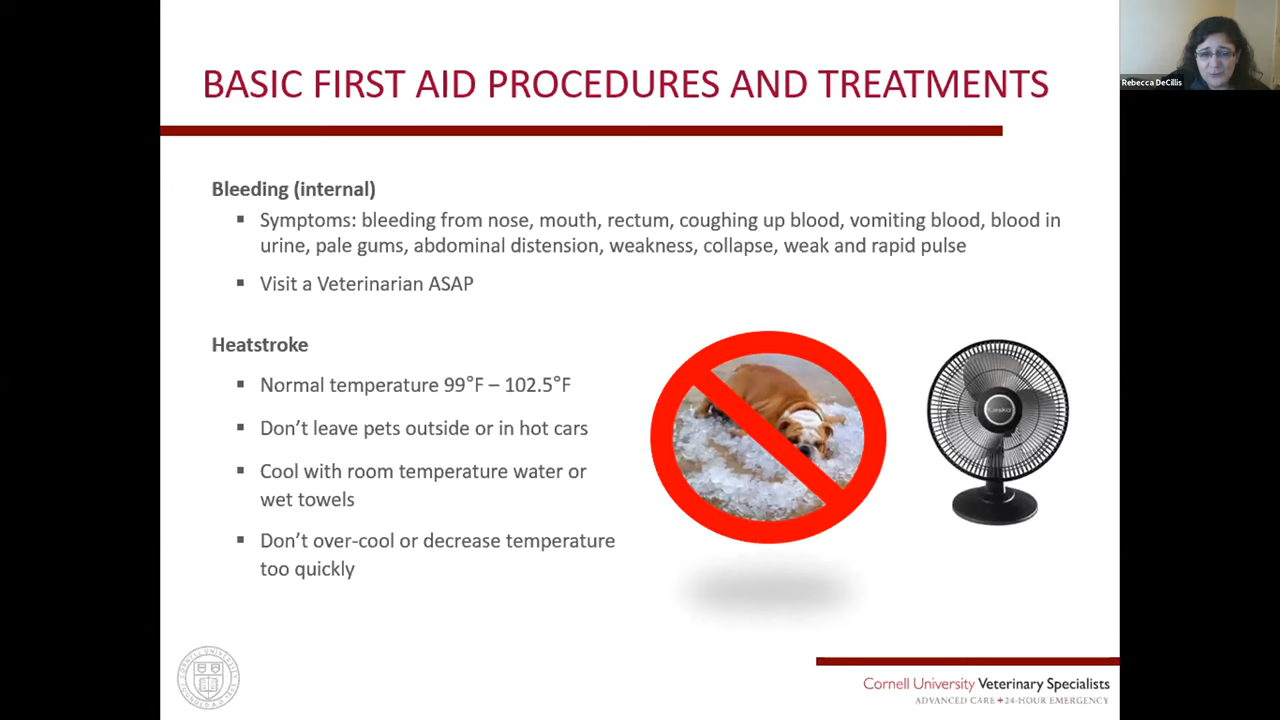 Rebecca DeCillis
BASIC FIRST AID PROCEDURES AND TREATMENTS
Bleeding (internal)
▪ Symptoms: bleeding from nose, mouth, rectum, coughing up blood, vomiting blood, blood in
urine, pale gums, abdominal distension, weakness, collapse, weak and rapid pulse
▪ Visit a Veterinarian ASAP
Heatstroke
▪ Normal temperature 99°F – 102.5°F
▪ Don’t leave pets outside or in hot cars
▪ Cool with room temperature water or
wet towels
▪ Don’t over-cool or decrease temperature
too quickly
Cornell University Veterinary Specialists
ADVANCED CARE+24-HOUR EMERGENCY